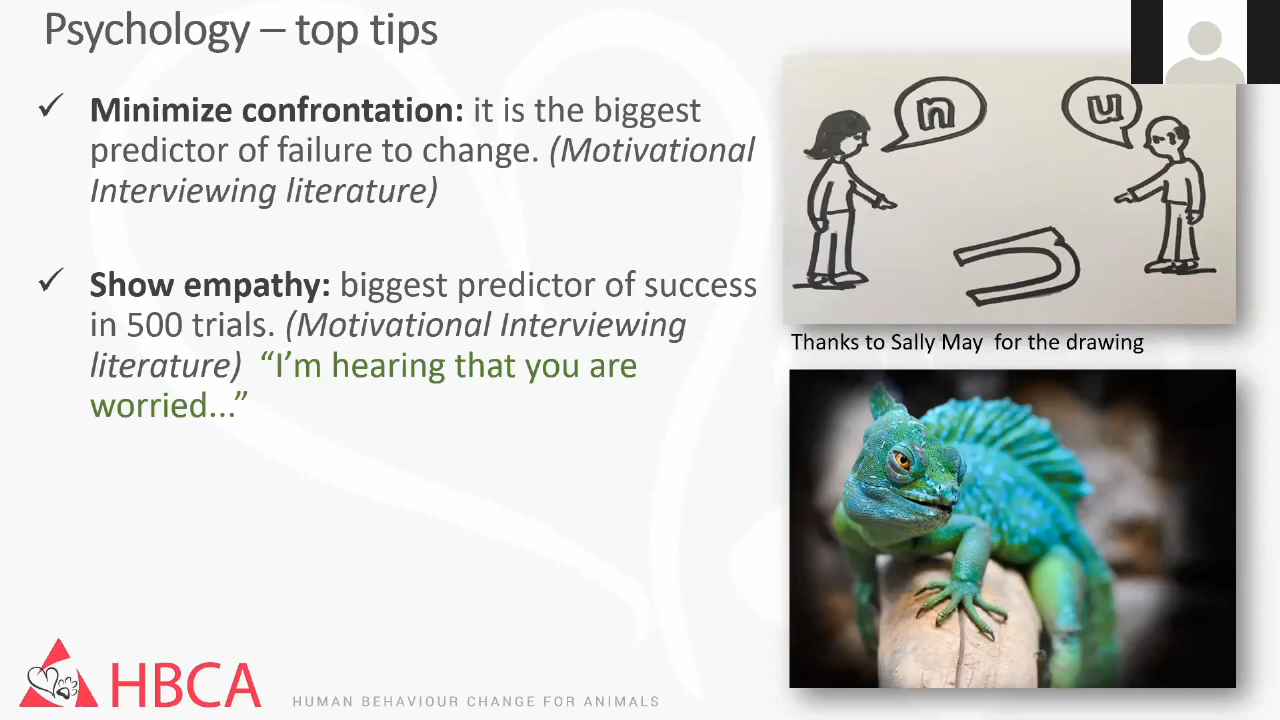 Psychology – top tips
✓ Minimize confrontation: it is the biggest
predictor of failure to change. (Motivational
Interviewing literature)
✓ Show empathy: biggest predictor of success
in 500 trials. (Motivational Interviewing
literature) “I’m hearing that you are
worried...”
n
u
Thanks to Sally May for the drawing
HBCA
HUMAN BEHAVIOUR CHANGE FOR ANIMALS